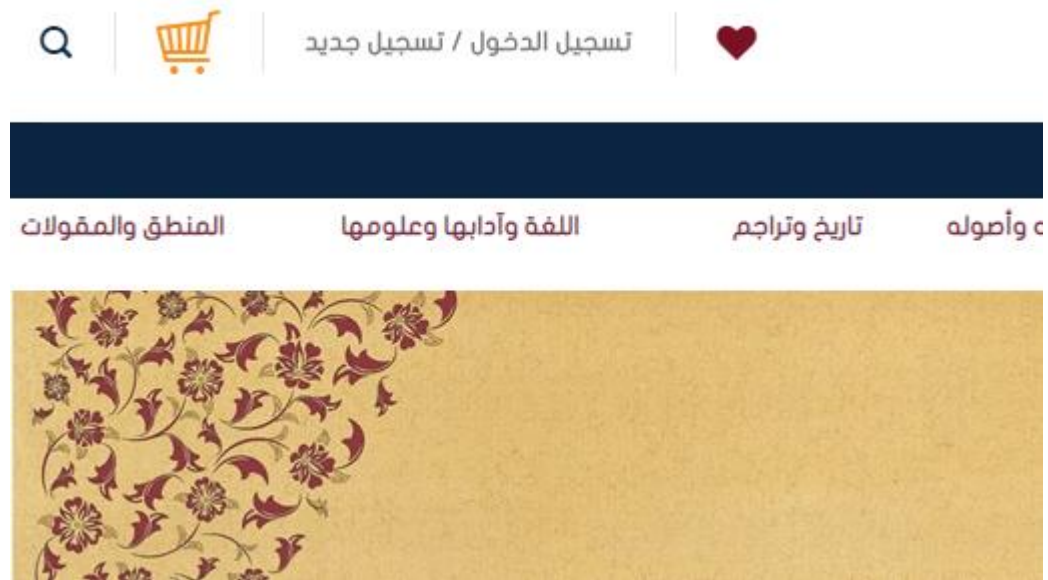 تسجيل الدخول / تسجيل جديد
ه وأصوله تاريخ وتراجم اللغة وآدابها وعلومها المنطق والمقولات